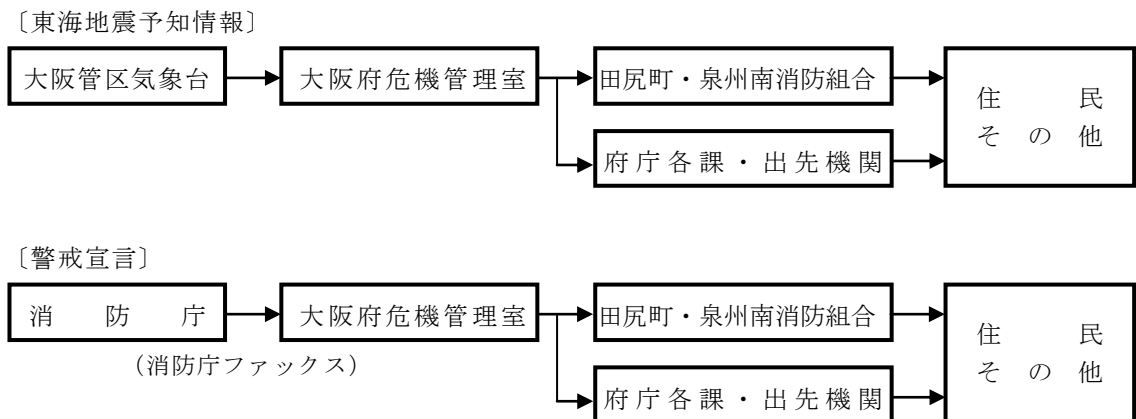 〔東海地震予知情報〕
大阪管区気象台
大阪府危機管理室
田尻町・泉州南消防組合
府庁各課・出先機関
住民
その他
〔警戒宣言〕
消防庁
(消防庁ファックス)
大阪府危機管理室
田尻町・泉州南消防組合
府庁各課・出先機関
住民
その他